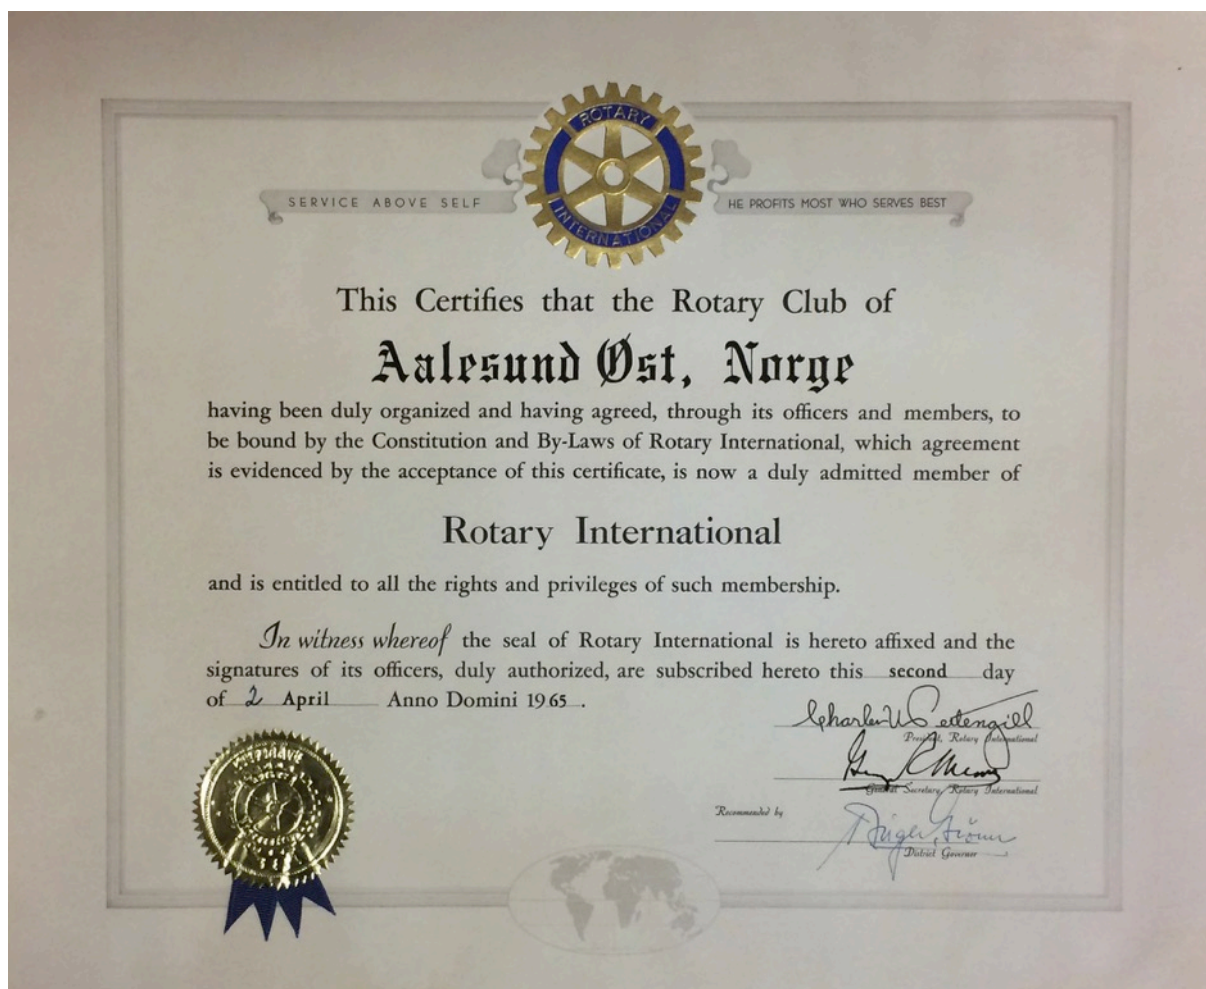 ROTARY
INTERNATIONAL
SERVICE ABOVE SELF
HE PROFITS MOST WHO SERVES BEST
This Certifies that the Rotary Club of
Aalesund Øst, Norge
having been duly organized and having agreed, through its officers and members, to
be bound by the Constitution and By-Laws of Rotary International, which agreement
is evidenced by the acceptance of this certificate, is now a duly admitted member of
Rotary International
and is entitled to all the rights and privileges of such membership.
In witness whereof the seal of Rotary International is hereto affixed and the
signatures of its officers, duly authorized, are subscribed hereto this second day
of 2 April Anno Domini 1965.
Charles W Pettengill
President, Rotary International
General Secretary, Rotary International
Recommended by
District Governor